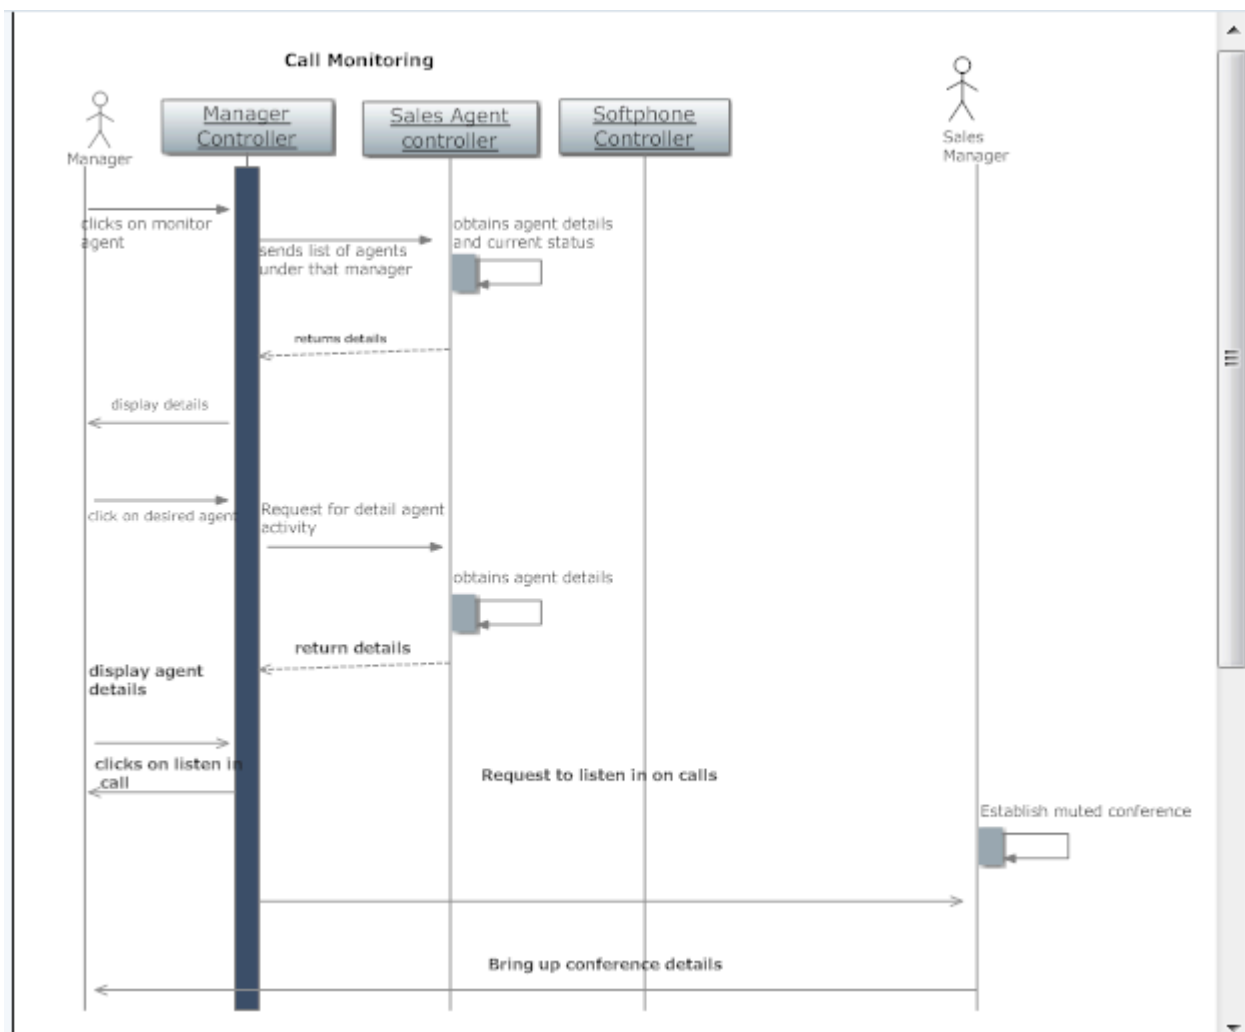 Call Monitoring
Manager
Controller
Sales Agent
controller
Softphone
Controller
Manager
Sales
Manager
clicks on monitor
agent
sends list of agents
under that manager
obtains agent details
and current status
returns details
display details
click on desired agent
Request for detail agent
activity
obtains agent details
return details
display agent
details
clicks on listen in
call
Request to listen in on calls
Establish muted conference
Bring up conference details